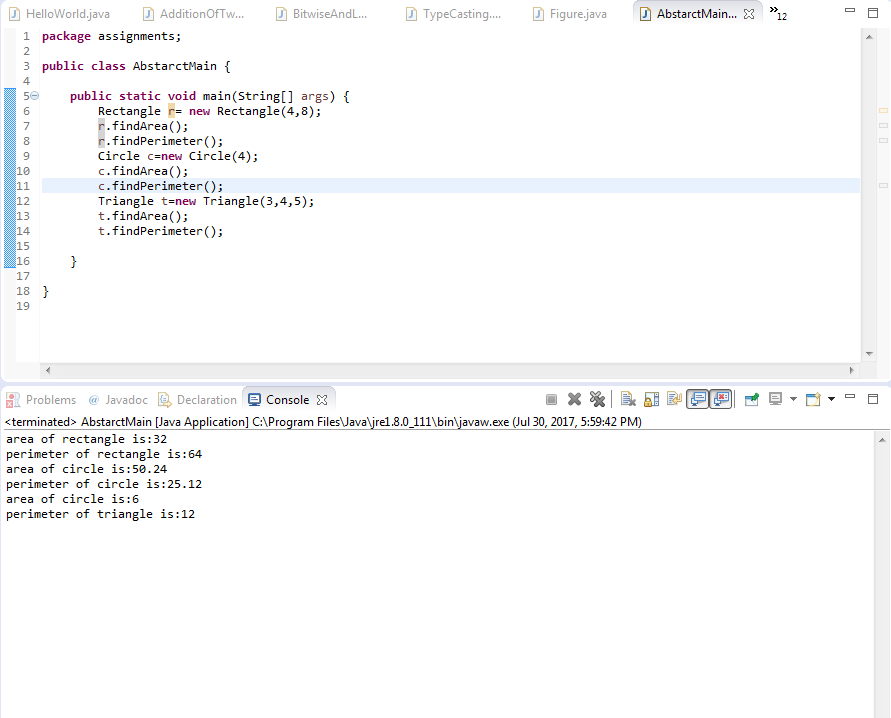 HelloWorld.java AdditionOfTw... BitwiseAndL... TypeCasting.... Figure.java AbstarctMain... »12
1 package assignments;
2
3 public class AbstarctMain {
4
5 public static void main(String[] args) {
6 Rectangle r= new Rectangle(4,8);
7 r.findArea();
8 r.findPerimeter();
9 Circle c=new Circle(4);
10 c.findArea();
11 c.findPerimeter();
12 Triangle t=new Triangle(3,4,5);
13 t.findArea();
14 t.findPerimeter();
15
16 }
17
18 }
19
Problems @ Javadoc Declaration Console
<terminated> AbstarctMain [Java Application] C:\Program Files\Java\jre1.8.0_111\bin\javaw.exe (Jul 30, 2017, 5:59:42 PM)
area of rectangle is:32
perimeter of rectangle is:64
area of circle is:50.24
perimeter of circle is:25.12
area of circle is:6
perimeter of triangle is:12